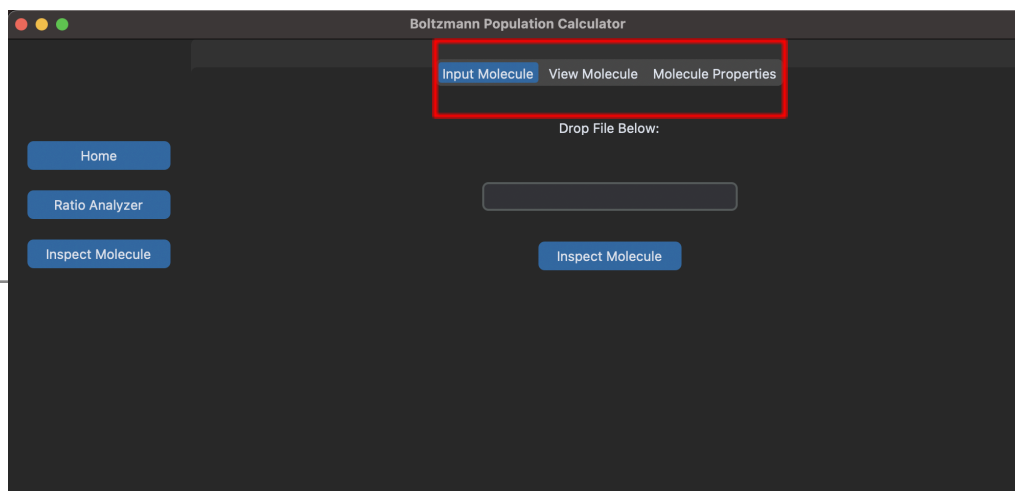 Boltzmann Population Calculator
Input Molecule View Molecule Molecule Properties
Drop File Below:
Home
Ratio Analyzer
Inspect Molecule
Inspect Molecule